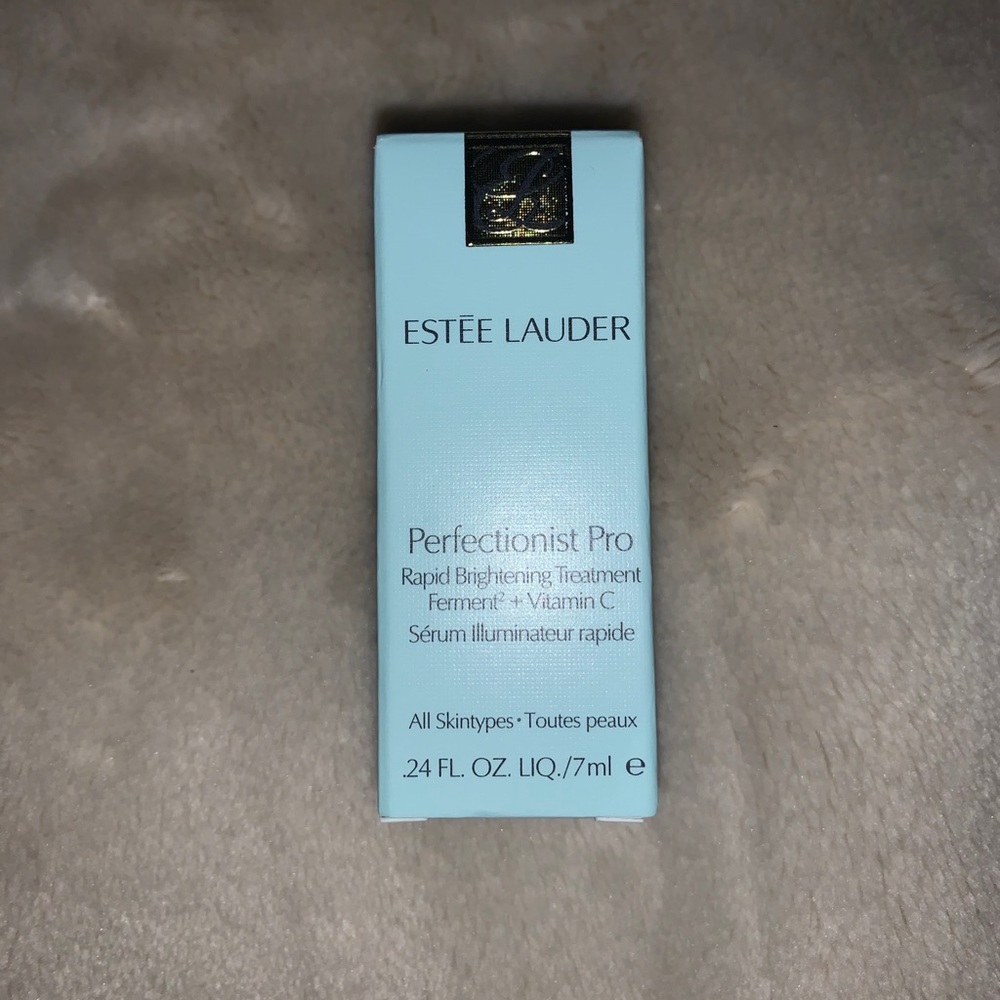 ESTĒE LAUDER
Perfectionist Pro
Rapid Brightening Treatment
Ferment² + Vitamin C
Sérum Illuminateur rapide
All Skintypes • Toutes peaux
.24 FL. OZ. LIQ./7ml ℮